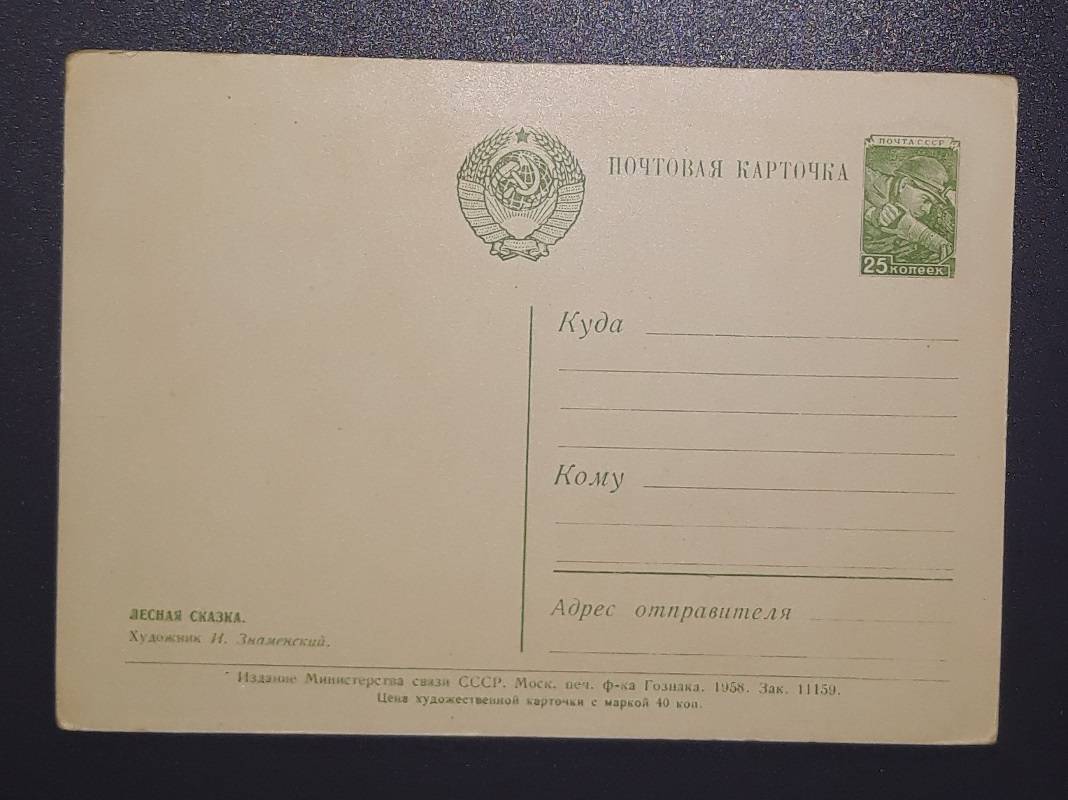 ПОЧТОВАЯ КАРТОЧКА
ПОЧТА СССР
25 копеек
Куда
Кому
Адрес отправителя
ЛЕСНАЯ СКАЗКА.
Художник И. Знаменский.
Издание Министерства связи СССР. Моск. печ. ф-ка Гознака. 1958. Зак. 11159.
Цена художественной карточки с маркой 40 коп.